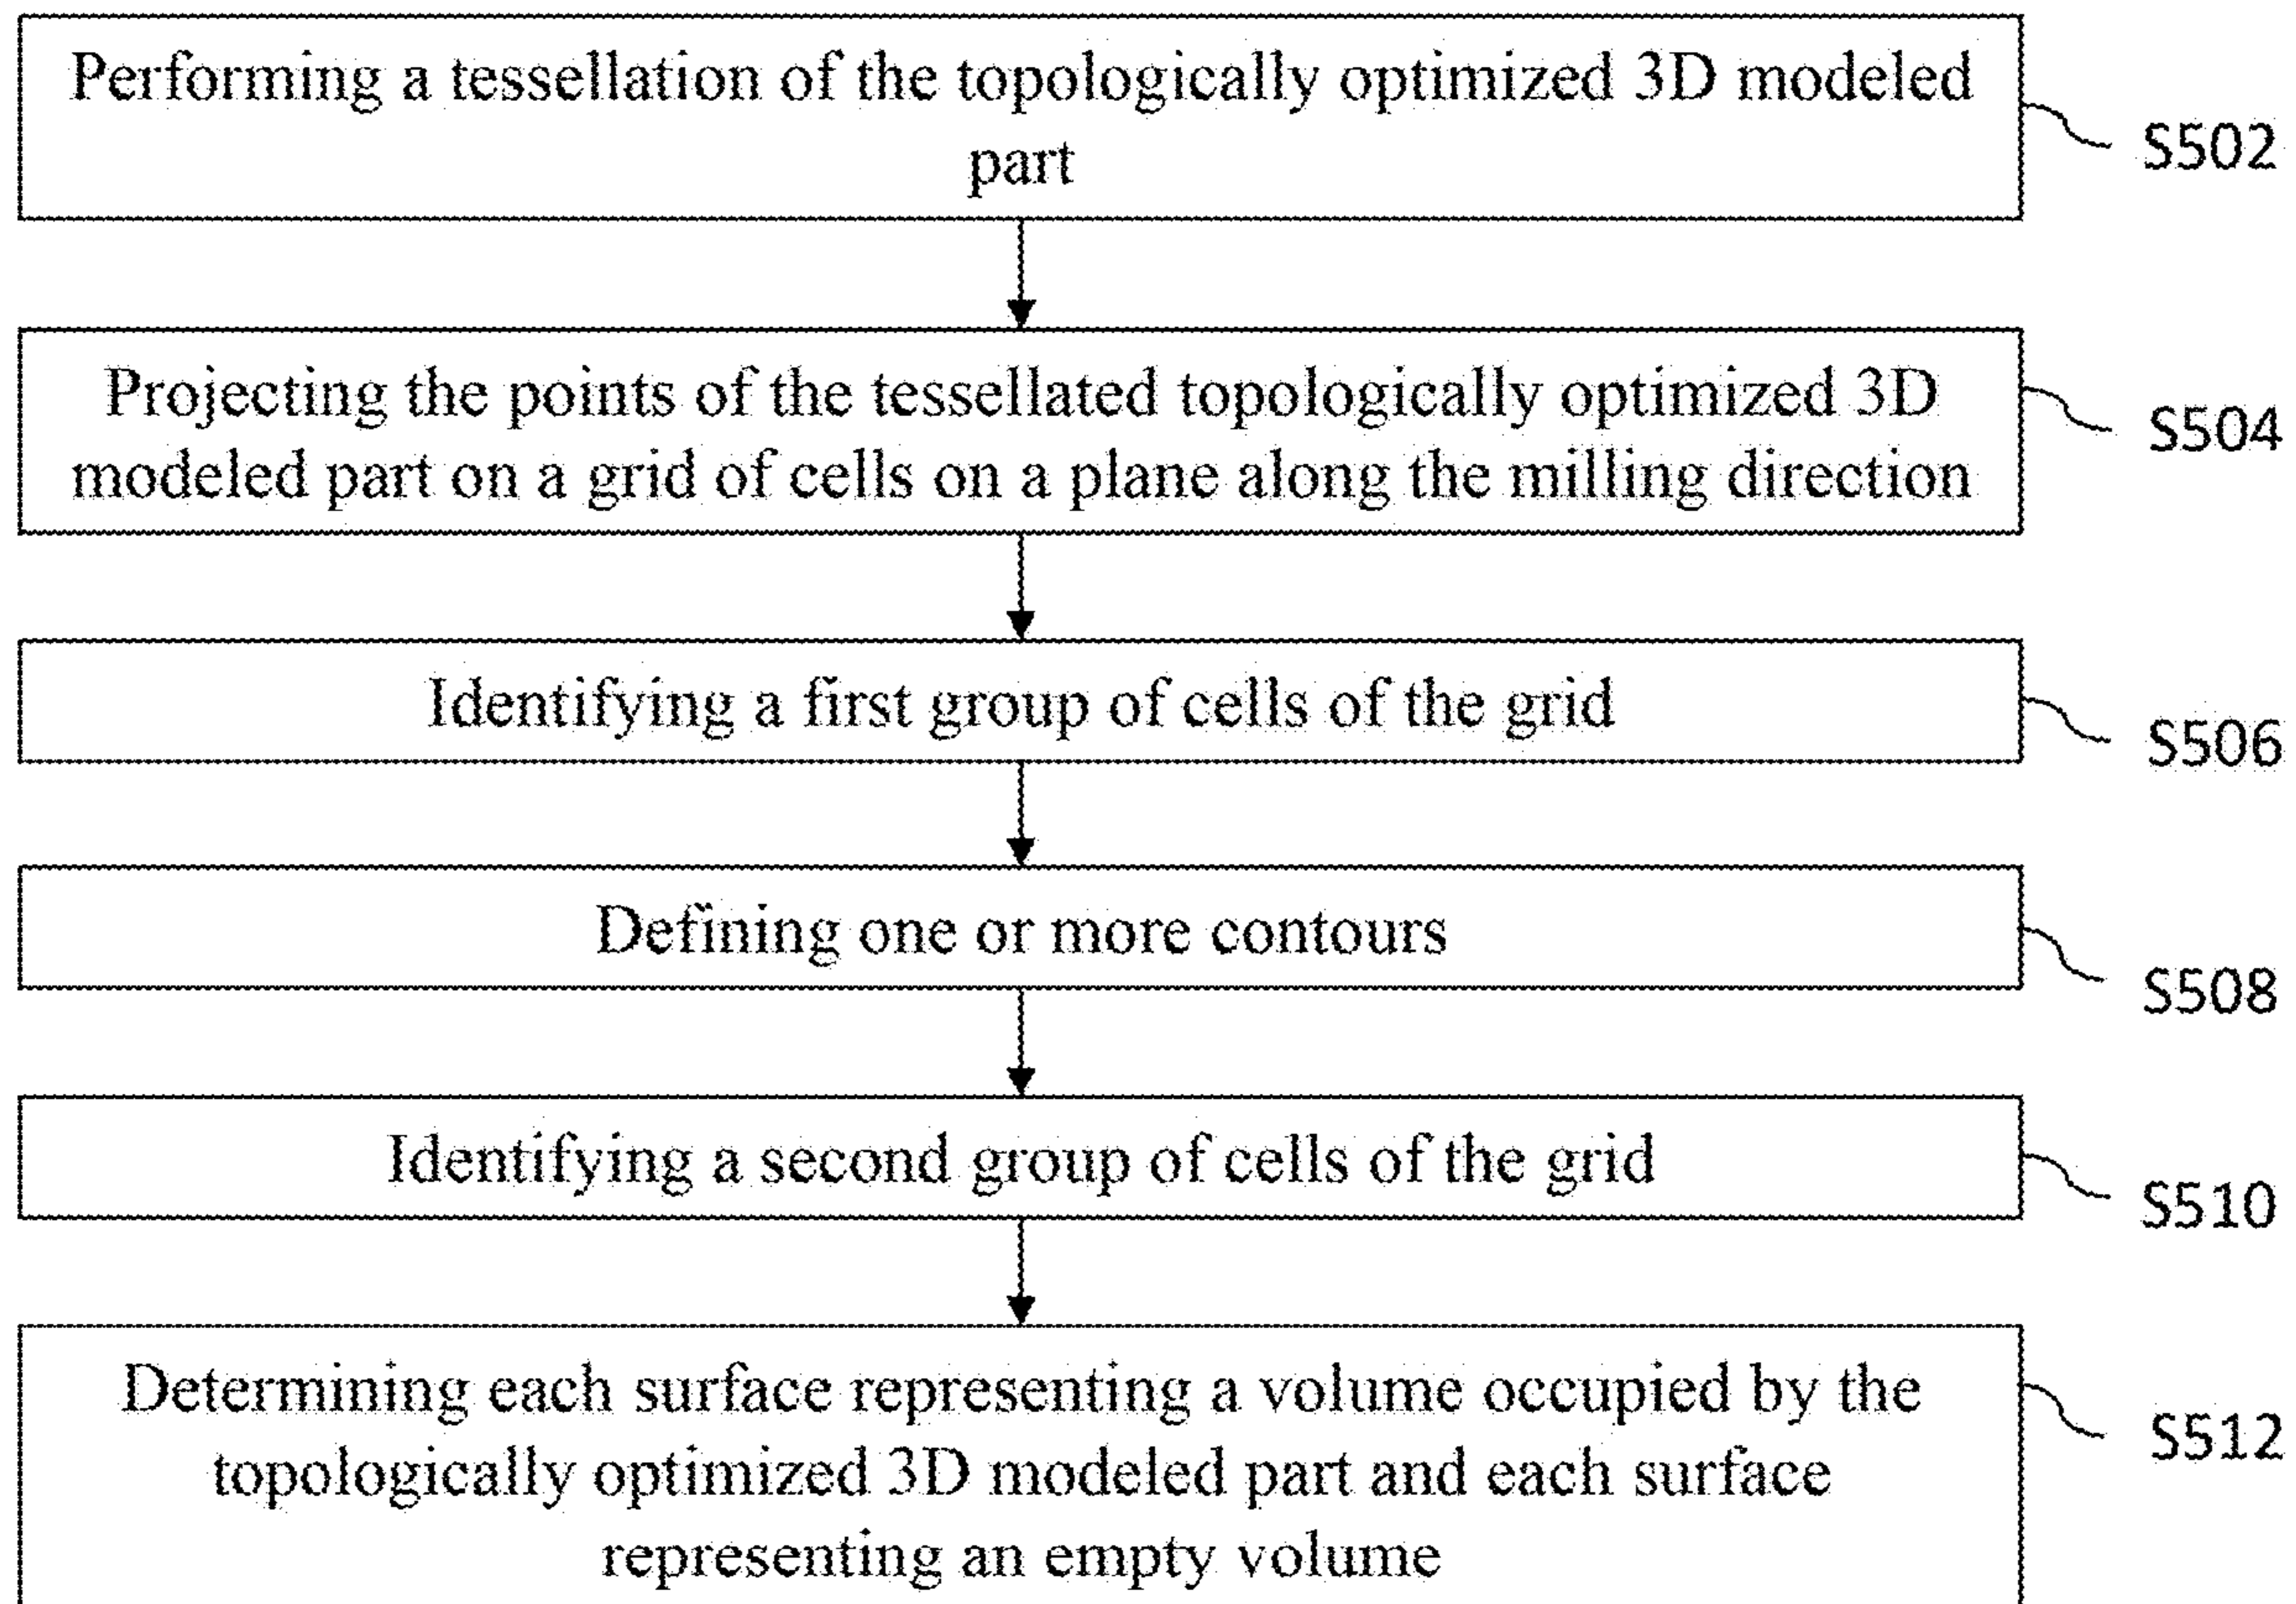 Performing a tessellation of the topologically optimized 3D modeled
part
S502
Projecting the points of the tessellated topologically optimized 3D
modeled part on a grid of cells on a plane along the milling direction
S504
Identifying a first group of cells of the grid
S506
Defining one or more contours
S508
Identifying a second group of cells of the grid
S510
Determining each surface representing a volume occupied by the
topologically optimized 3D modeled part and each surface
representing an empty volume
S512